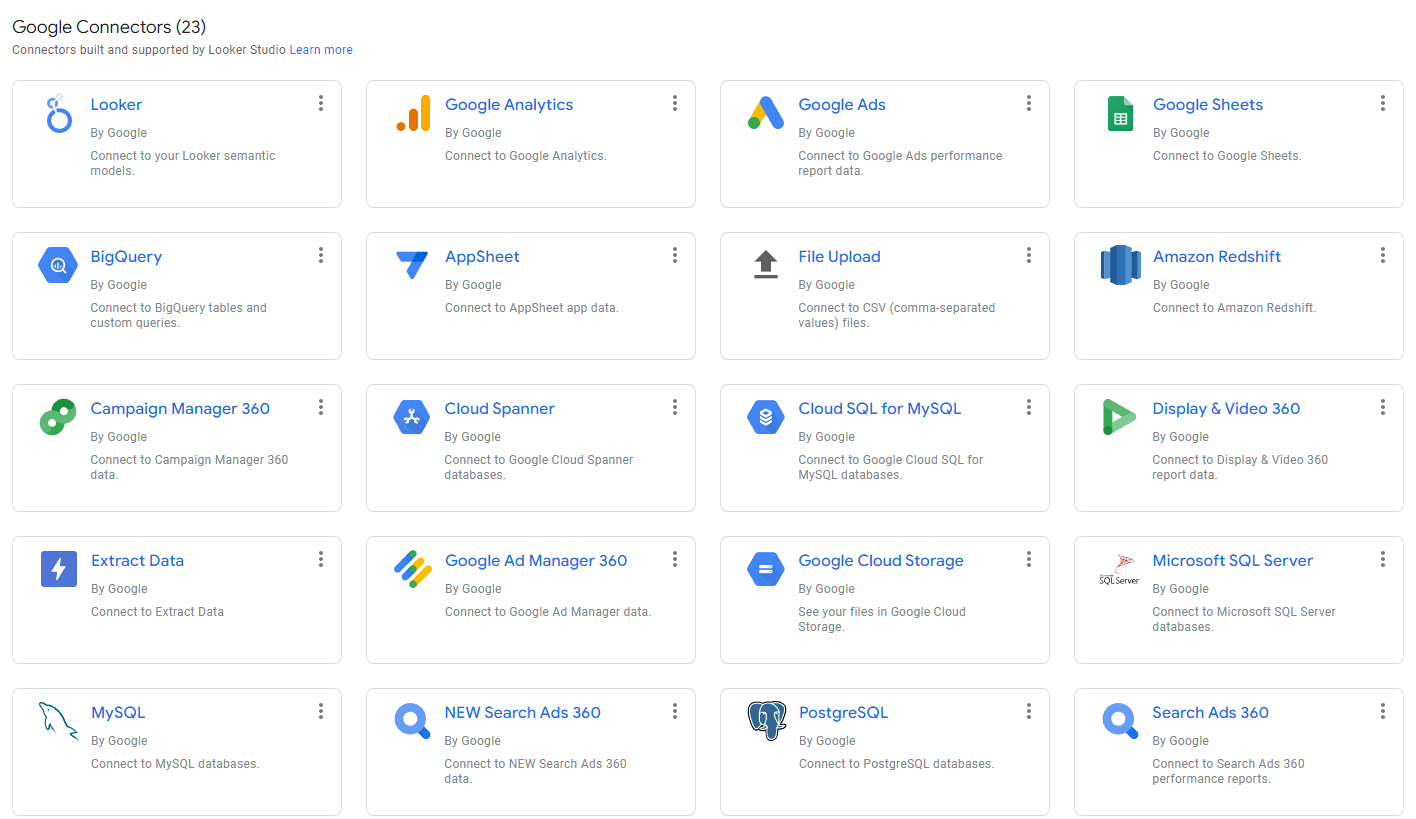 Google Connectors (23)
Connectors built and supported by Looker Studio Learn more
Looker
By Google
Connect to your Looker semantic
models.
Google Analytics
By Google
Connect to Google Analytics.
Google Ads
By Google
Connect to Google Ads performance
report data.
Google Sheets
By Google
Connect to Google Sheets.
BigQuery
By Google
Connect to BigQuery tables and
custom queries.
AppSheet
By Google
Connect to AppSheet app data.
File Upload
By Google
Connect to CSV (comma-separated
values) files.
Amazon Redshift
By Google
Connect to Amazon Redshift.
Campaign Manager 360
By Google
Connect to Campaign Manager 360
data.
Cloud Spanner
By Google
Connect to Google Cloud Spanner
databases.
Cloud SQL for MySQL
By Google
Connect to Google Cloud SQL for
MySQL databases.
Display & Video 360
By Google
Connect to Display & Video 360
report data.
Extract Data
By Google
Connect to Extract Data
Google Ad Manager 360
By Google
Connect to Google Ad Manager data.
Google Cloud Storage
By Google
See your files in Google Cloud
Storage.
SQL Server
Microsoft SQL Server
By Google
Connect to Microsoft SQL Server
databases.
MySQL
By Google
Connect to MySQL databases.
NEW Search Ads 360
By Google
Connect to NEW Search Ads 360
data.
PostgreSQL
By Google
Connect to PostgreSQL databases.
Search Ads 360
By Google
Connect to Search Ads 360
performance reports.